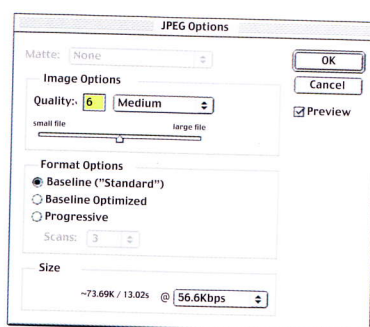 JPEG Options
Matte: None
OK
Image Options
Cancel
Quality: 6 Medium
Preview
small file large file
Format Options
Baseline ("Standard")
Baseline Optimized
Progressive
Scans: 3
Size
~73.69K / 13.02s @ 56.6Kbps